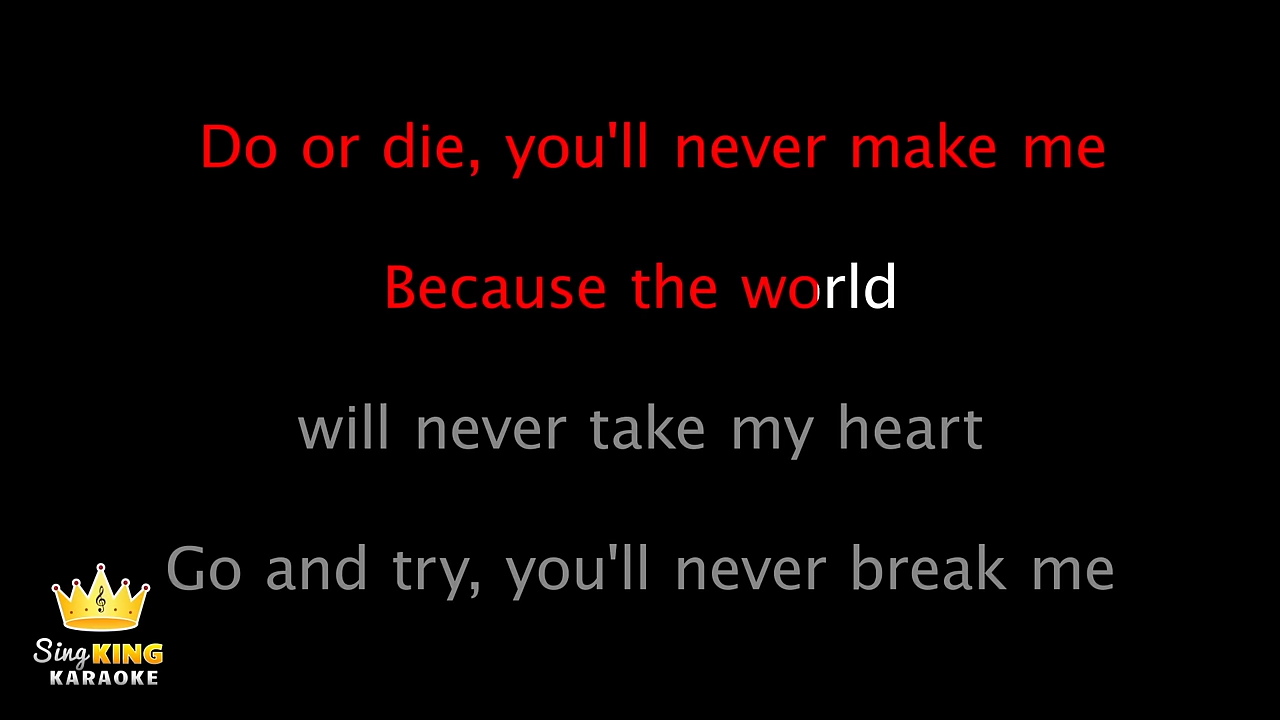 Do or die, you'll never make me
Because the world
will never take my heart
Go and try, you'll never break me
Sing KING
KARAOKE